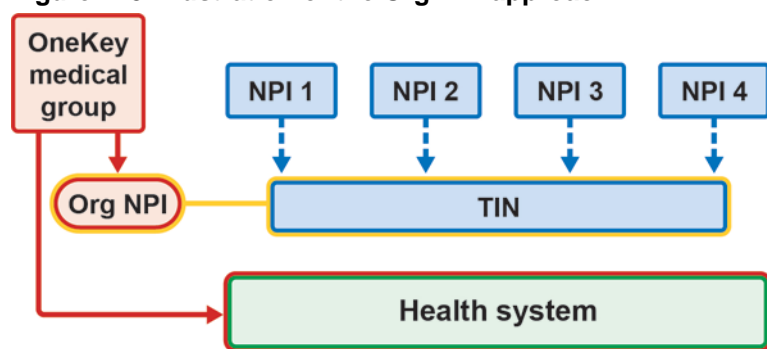 OneKey
medical
group
NPI 1
NPI 2
NPI 3
NPI 4
Org NPI
TIN
Health system